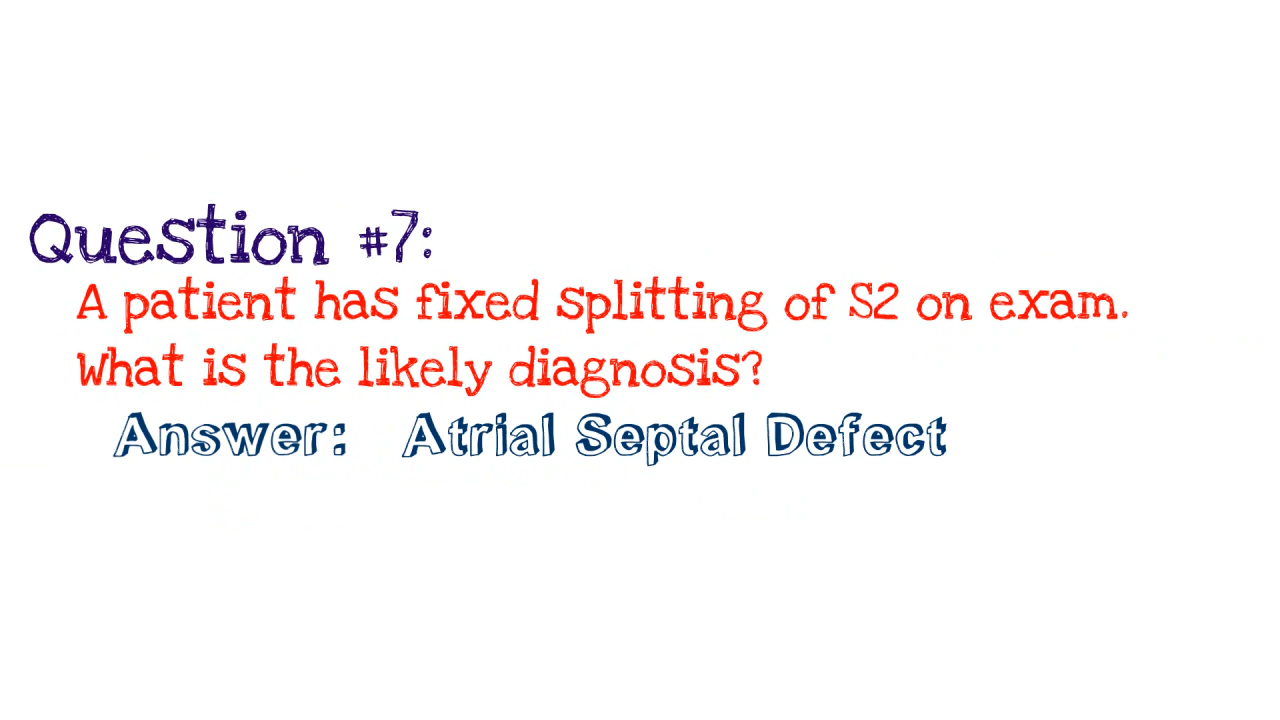 Question #7:
A patient has fixed splitting of S2 on exam.
What is the likely diagnosis?
Answer: Atrial Septal Defect